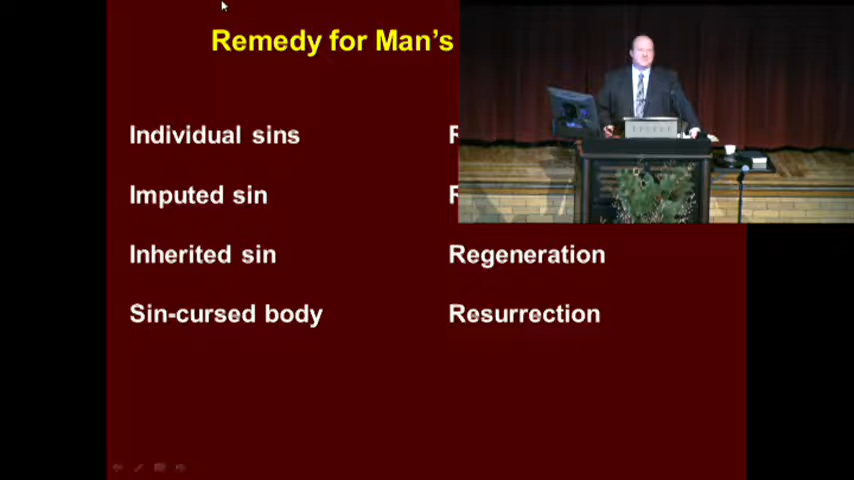 Remedy for Man's
Individual sins
Imputed sin
Inherited sin Regeneration
Sin-cursed body Resurrection